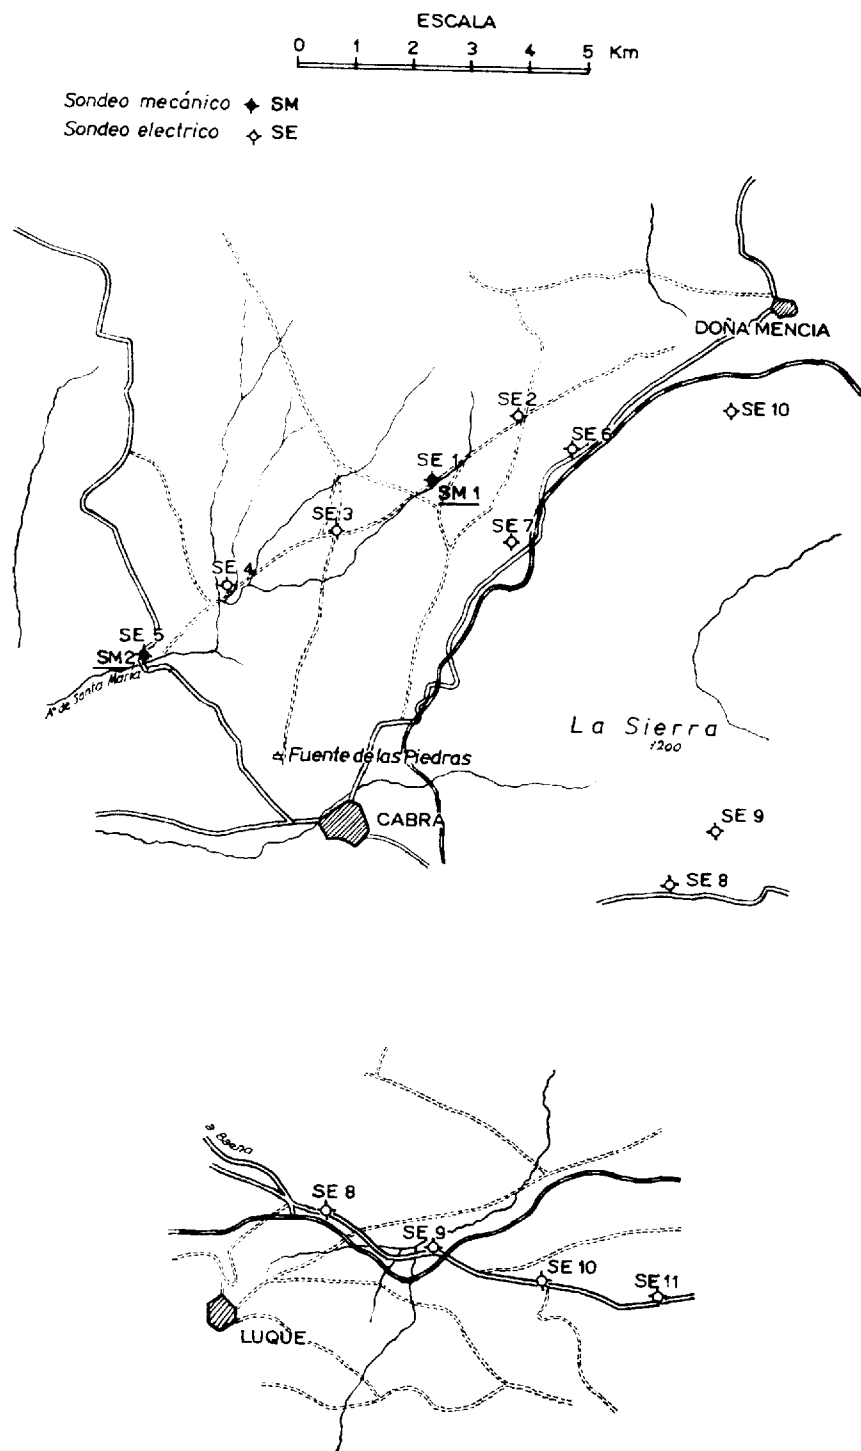 ESCALA
0 1 2 3 4 5 Km
Sondeo mecánico SM
Sondeo electrico SE
DOÑA MENCIA
SE 2
SE 10
SE 6
SE 1
SM 1
SE 3
SE 7
SE 4
SE 5
SM 2
Aº de Santa Maria
La Sierra
1200
Fuente de las Piedras
CABRA
SE 9
SE 8
a Baena
SE 8
SE 9
SE 10
SE 11
LUQUE